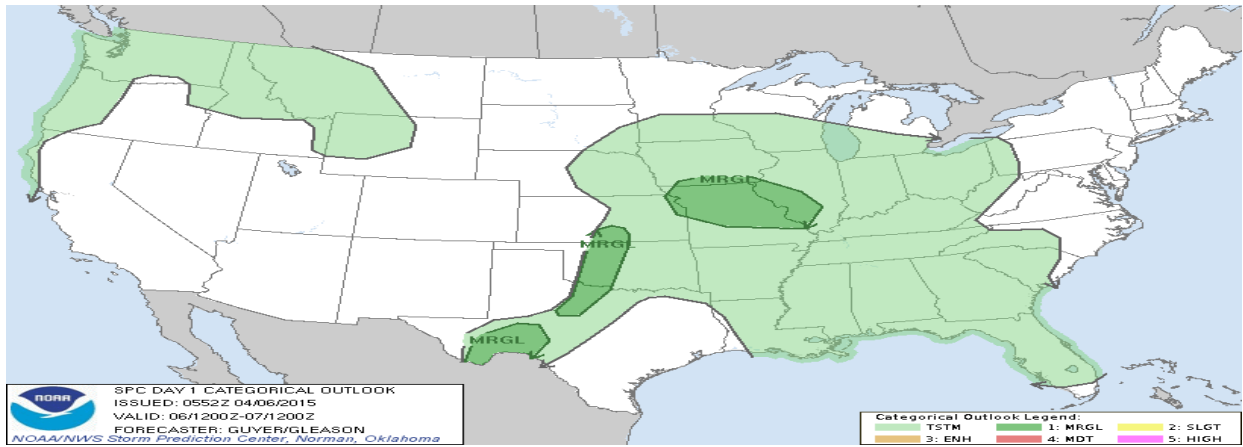 MRGL
MRGL
MRGL
NOAA
SPC DAY 1 CATEGORICAL OUTLOOK
ISSUED: 0552Z 04/06/2015
VALID: 06/1200Z-07/1200Z
FORECASTER: GUYER/GLEASON
NOAA/NWS Storm Prediction Center, Norman, Oklahoma
Categorical Outlook Legend:
TSTM 1: MRGL 2: SLGT
3: ENH 4: MDT 5: HIGH